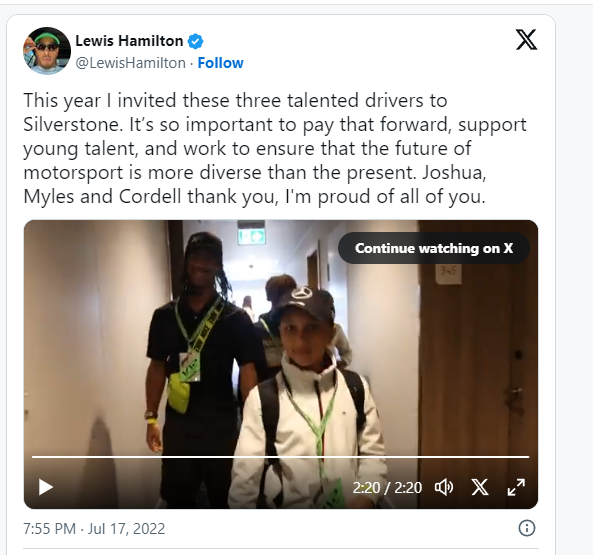 Lewis Hamilton
@LewisHamilton · Follow
This year I invited these three talented drivers to
Silverstone. It's so important to pay that forward, support
young talent, and work to ensure that the future of
motorsport is more diverse than the present. Joshua,
Myles and Cordell thank you, I'm proud of all of you.
Continue watching on X
345
VIP
2:20 / 2:20
7:55 PM · Jul 17, 2022